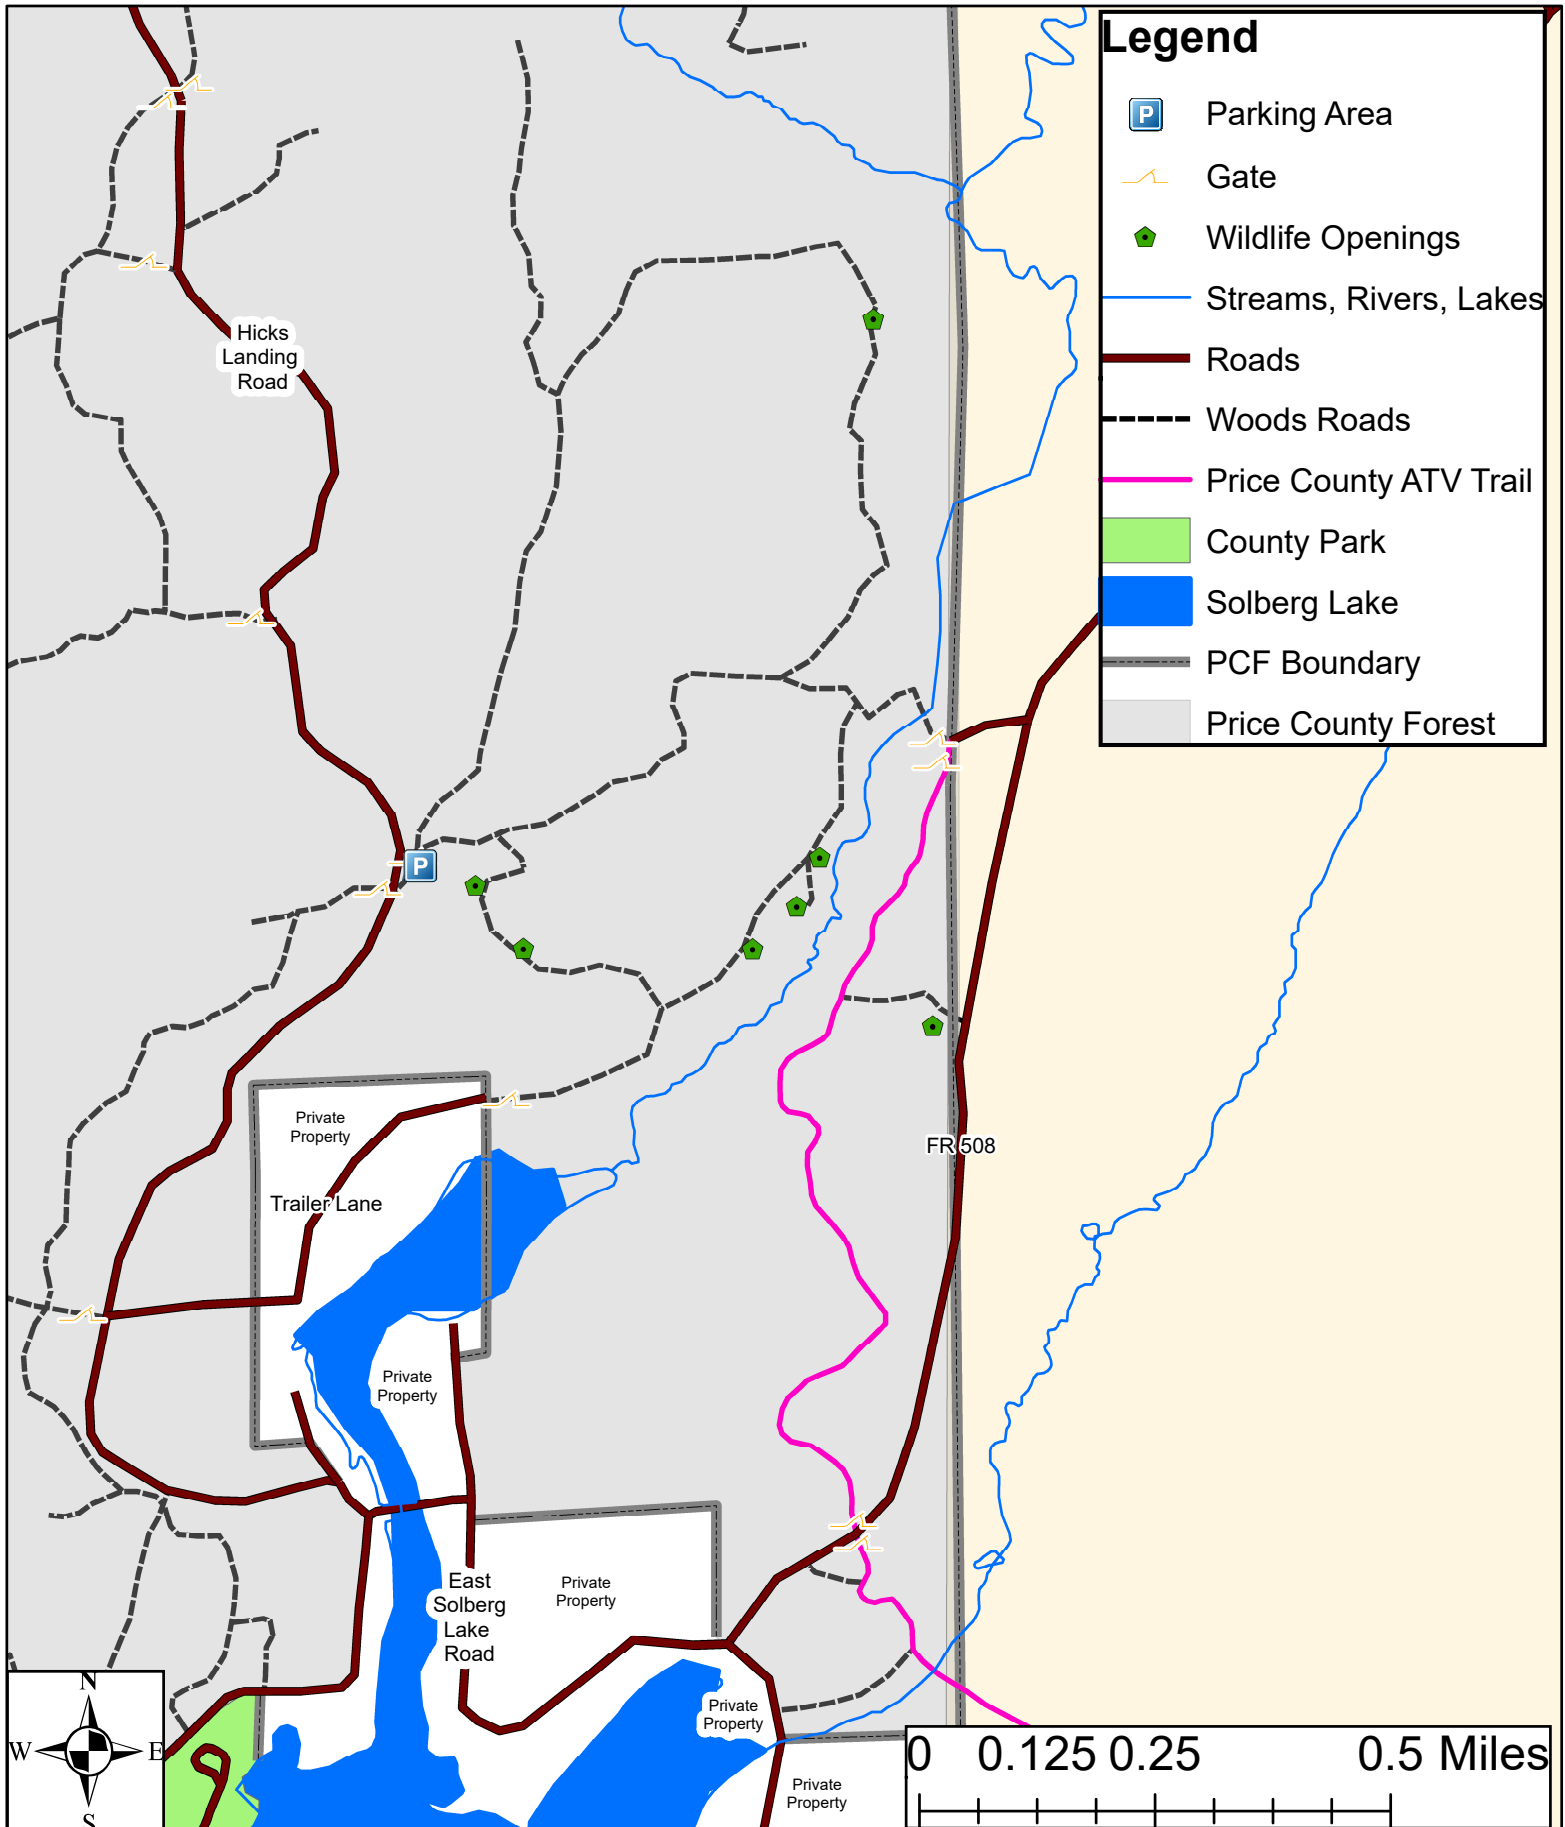 Legend
P
Parking Area
Gate
Wildlife Openings
Streams, Rivers, Lakes
Roads
Woods Roads
Price County ATV Trail
County Park
Solberg Lake
PCF Boundary
Price County Forest
Hicks
Landing
Road
P
Private
Property
FR 508
Trailer Lane
Private
Property
East
Solberg
Lake
Road
Private
Property
Private
Property
Private
Property
N
W
E
S
0 0.125 0.25 0.5 Miles